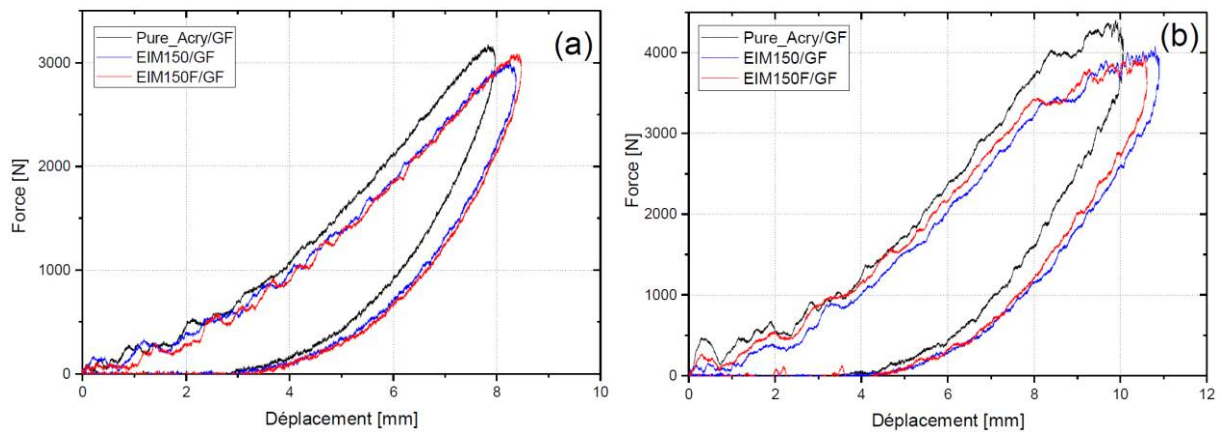 (a)
Pure_Acry/GF
EIM150/GF
EIM150F/GF
Force [N]
3000
2000
1000
0
0 2 4 6 8 10
Déplacement [mm]
(b)
Pure_Acry/GF
EIM150/GF
EIM150F/GF
Force [N]
4000
3000
2000
1000
0
0 2 4 6 8 10 12
Déplacement [mm]